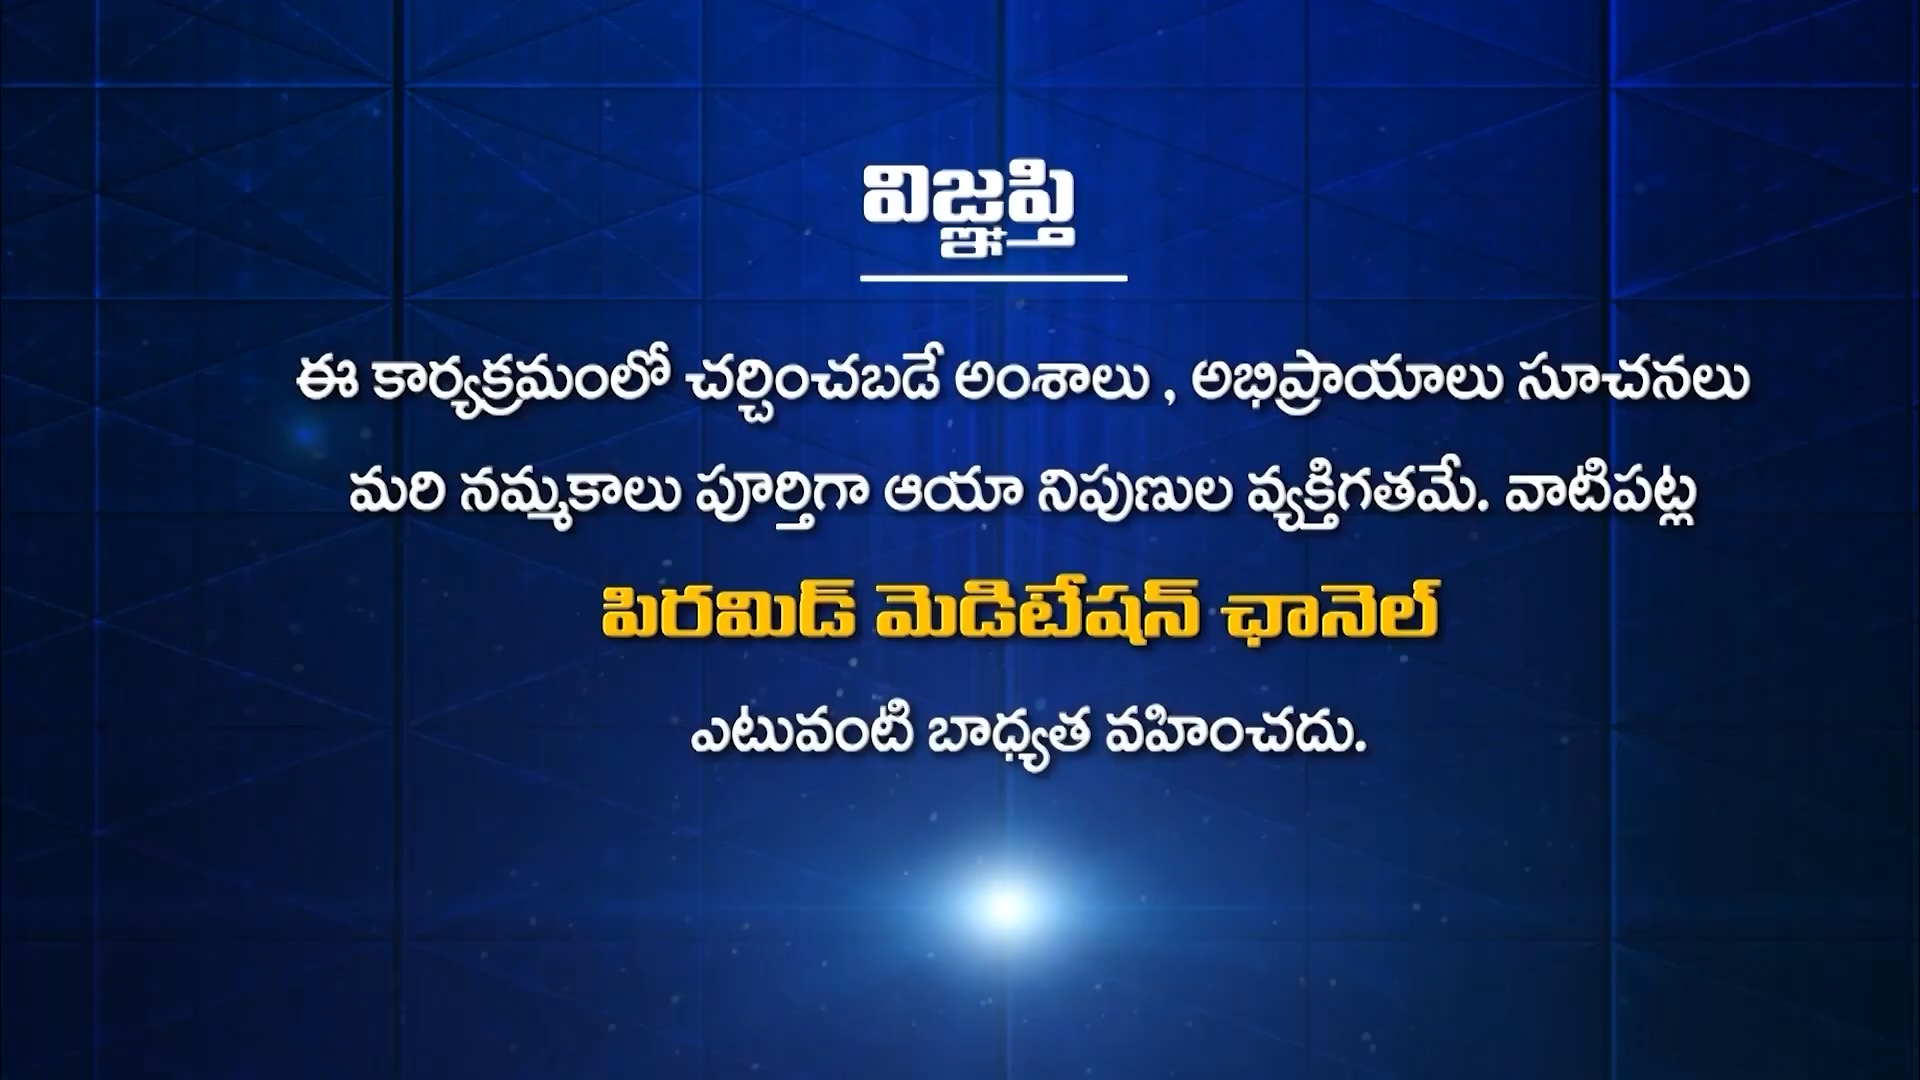 విజ్ఞప్తి
ఈ కార్యక్రమంలో చర్చించబడే అంశాలు , అభిప్రాయాలు సూచనలు
మరి నమ్మకాలు పూర్తిగా ఆయా నిపుణుల వ్యక్తిగతమే. వాటిపట్ల
పిరమిడ్ మెడిటేషన్ ఛానెల్
ఎటువంటి బాధ్యత వహించదు.